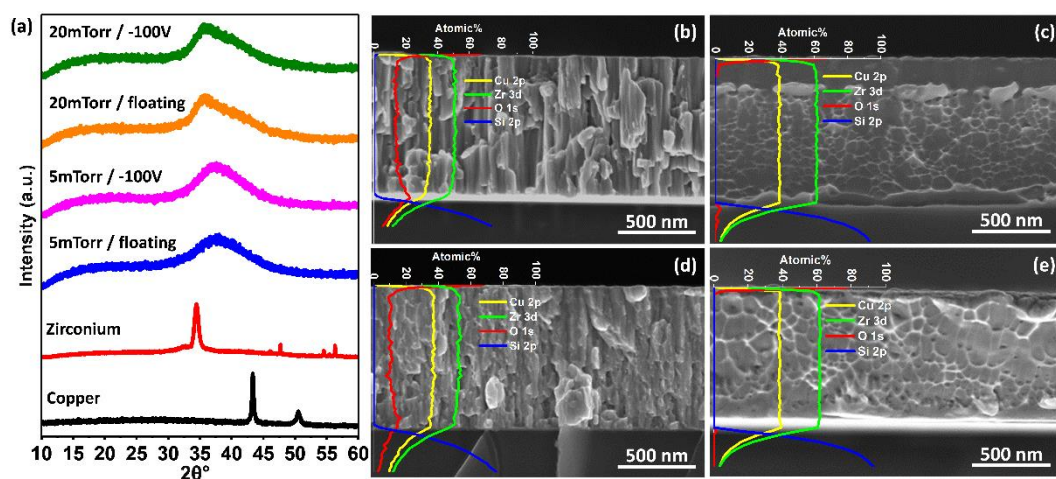 (a)
20mTorr / -100V
20mTorr / floating
5mTorr / -100V
5mTorr / floating
Zirconium
Copper
Intensity (a.u.)
10 15 20 25 30 35 40 45 50 55 60
2θ°
Atomic%
0 20 40 60 80 100
(b)
Cu 2p
Zr 3d
O 1s
Si 2p
500 nm
Atomic%
0 20 40 60 80 100
(c)
Cu 2p
Zr 3d
O 1s
Si 2p
500 nm
Atomic%
0 20 40 60 80 100
(d)
Cu 2p
Zr 3d
O 1s
Si 2p
500 nm
Atomic%
0 20 40 60 80 100
(e)
Cu 2p
Zr 3d
O 1s
Si 2p
500 nm